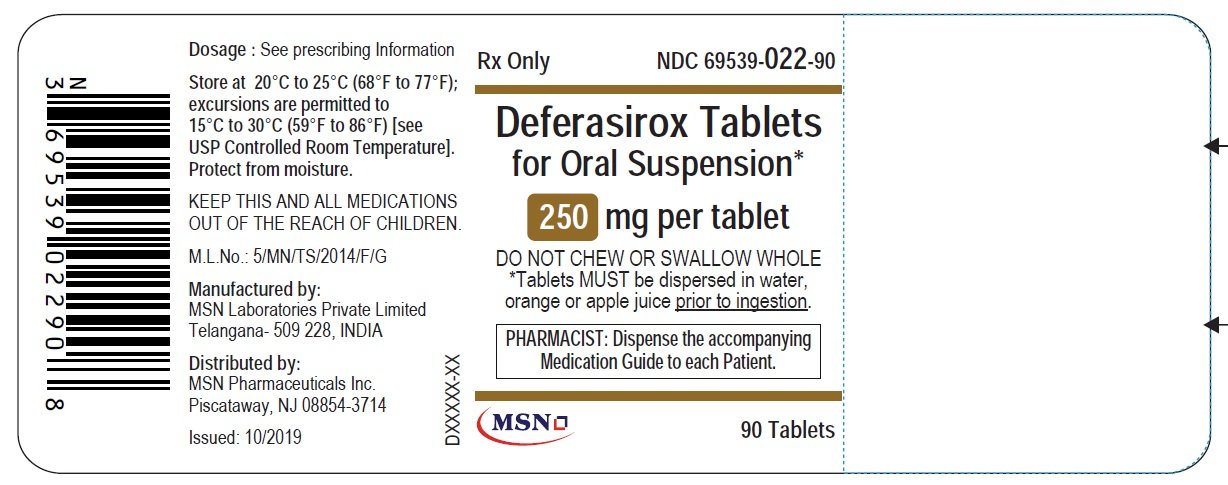 N
3 69539 02290 8
Dosage : See prescribing Information
Store at 20°C to 25°C (68°F to 77°F);
excursions are permitted to
15°C to 30°C (59°F to 86°F) [see
USP Controlled Room Temperature].
Protect from moisture.
KEEP THIS AND ALL MEDICATIONS
OUT OF THE REACH OF CHILDREN.
M.L.No.: 5/MN/TS/2014/F/G
Manufactured by:
MSN Laboratories Private Limited
Telangana- 509 228, INDIA
Distributed by:
MSN Pharmaceuticals Inc.
Piscataway, NJ 08854-3714
Issued: 10/2019
DXXXXX-XX
Rx Only NDC 69539-022-90
Deferasirox Tablets
for Oral Suspension*
250 mg per tablet
DO NOT CHEW OR SWALLOW WHOLE
*Tablets MUST be dispersed in water,
orange or apple juice prior to ingestion.
PHARMACIST: Dispense the accompanying
Medication Guide to each Patient.
MSN 90 Tablets